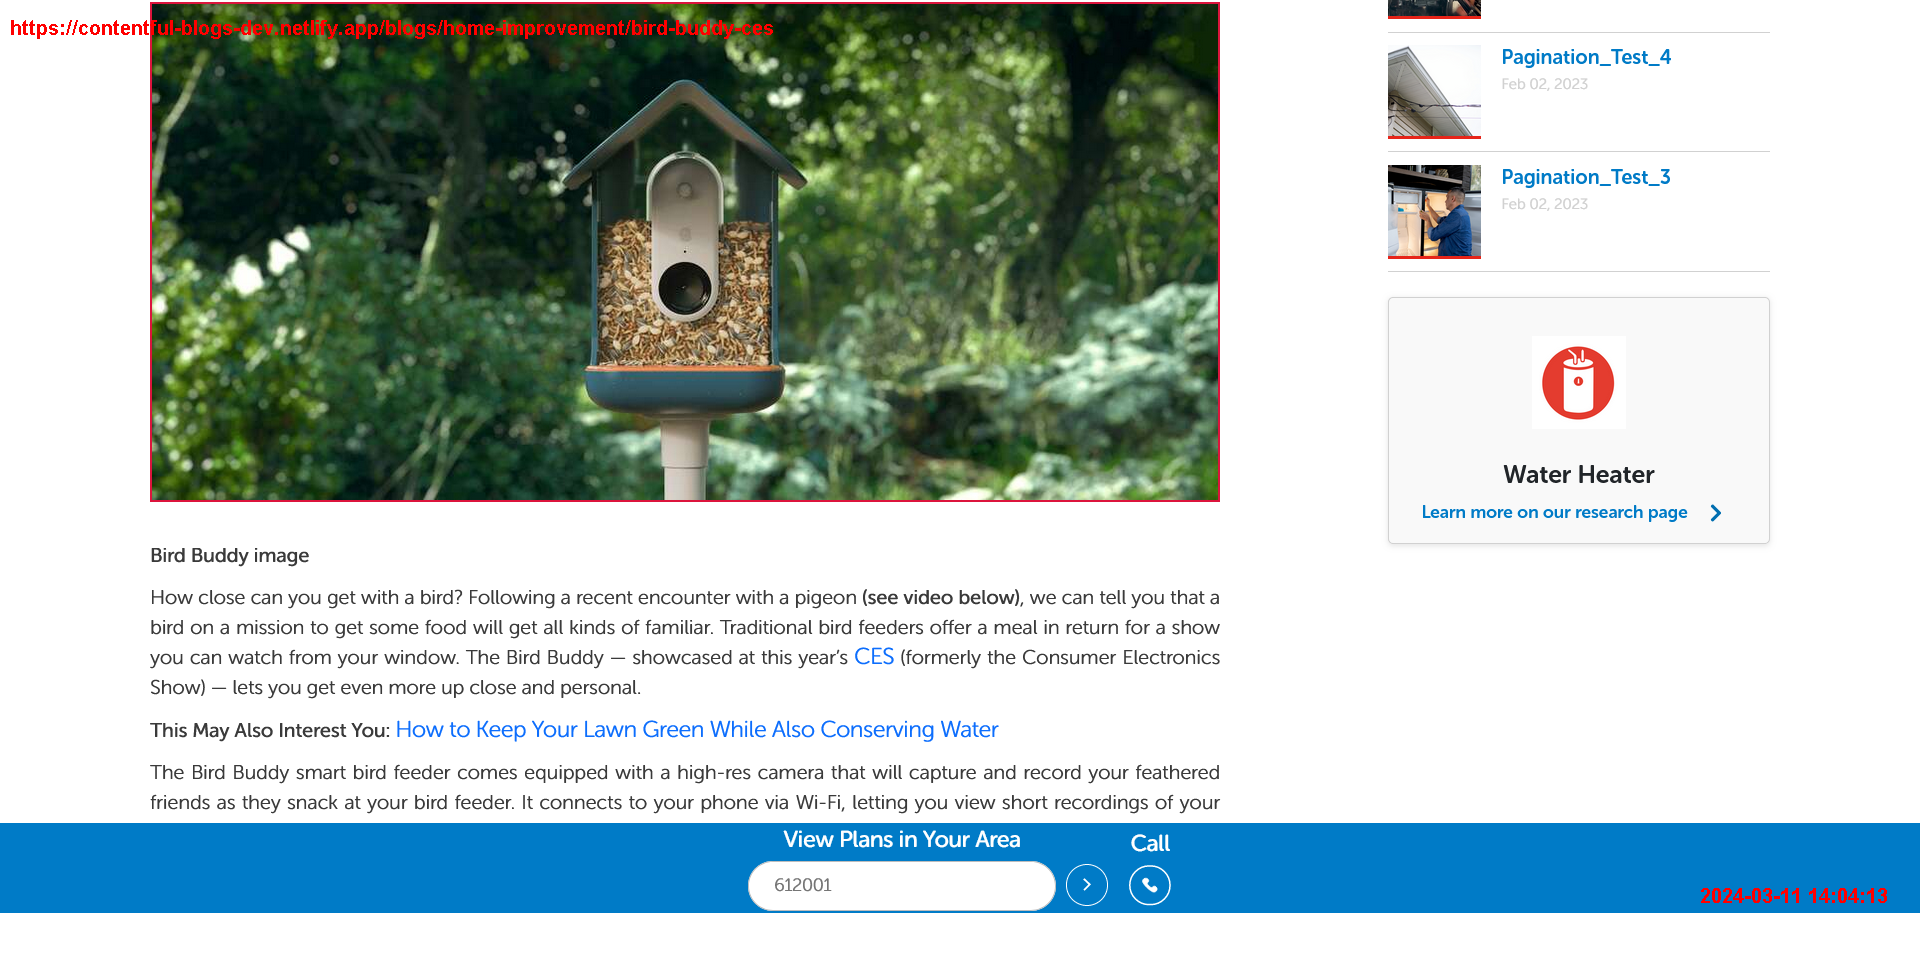 https://contentful-blogs-dev.netlify.app/blogs/home-improvement/bird-buddy-ces
Bird Buddy image
How close can you get with a bird? Following a recent encounter with a pigeon (see video below), we can tell you that a
bird on a mission to get some food will get all kinds of familiar. Traditional bird feeders offer a meal in return for a show
you can watch from your window. The Bird Buddy — showcased at this year’s CES (formerly the Consumer Electronics
Show) — lets you get even more up close and personal.
This May Also Interest You: How to Keep Your Lawn Green While Also Conserving Water
The Bird Buddy smart bird feeder comes equipped with a high-res camera that will capture and record your feathered
friends as they snack at your bird feeder. It connects to your phone via Wi-Fi, letting you view short recordings of your
Pagination_Test_4
Feb 02, 2023
Pagination_Test_3
Feb 02, 2023
Water Heater
Learn more on our research page
View Plans in Your Area
Call
612001
2024-03-11 14:04:13